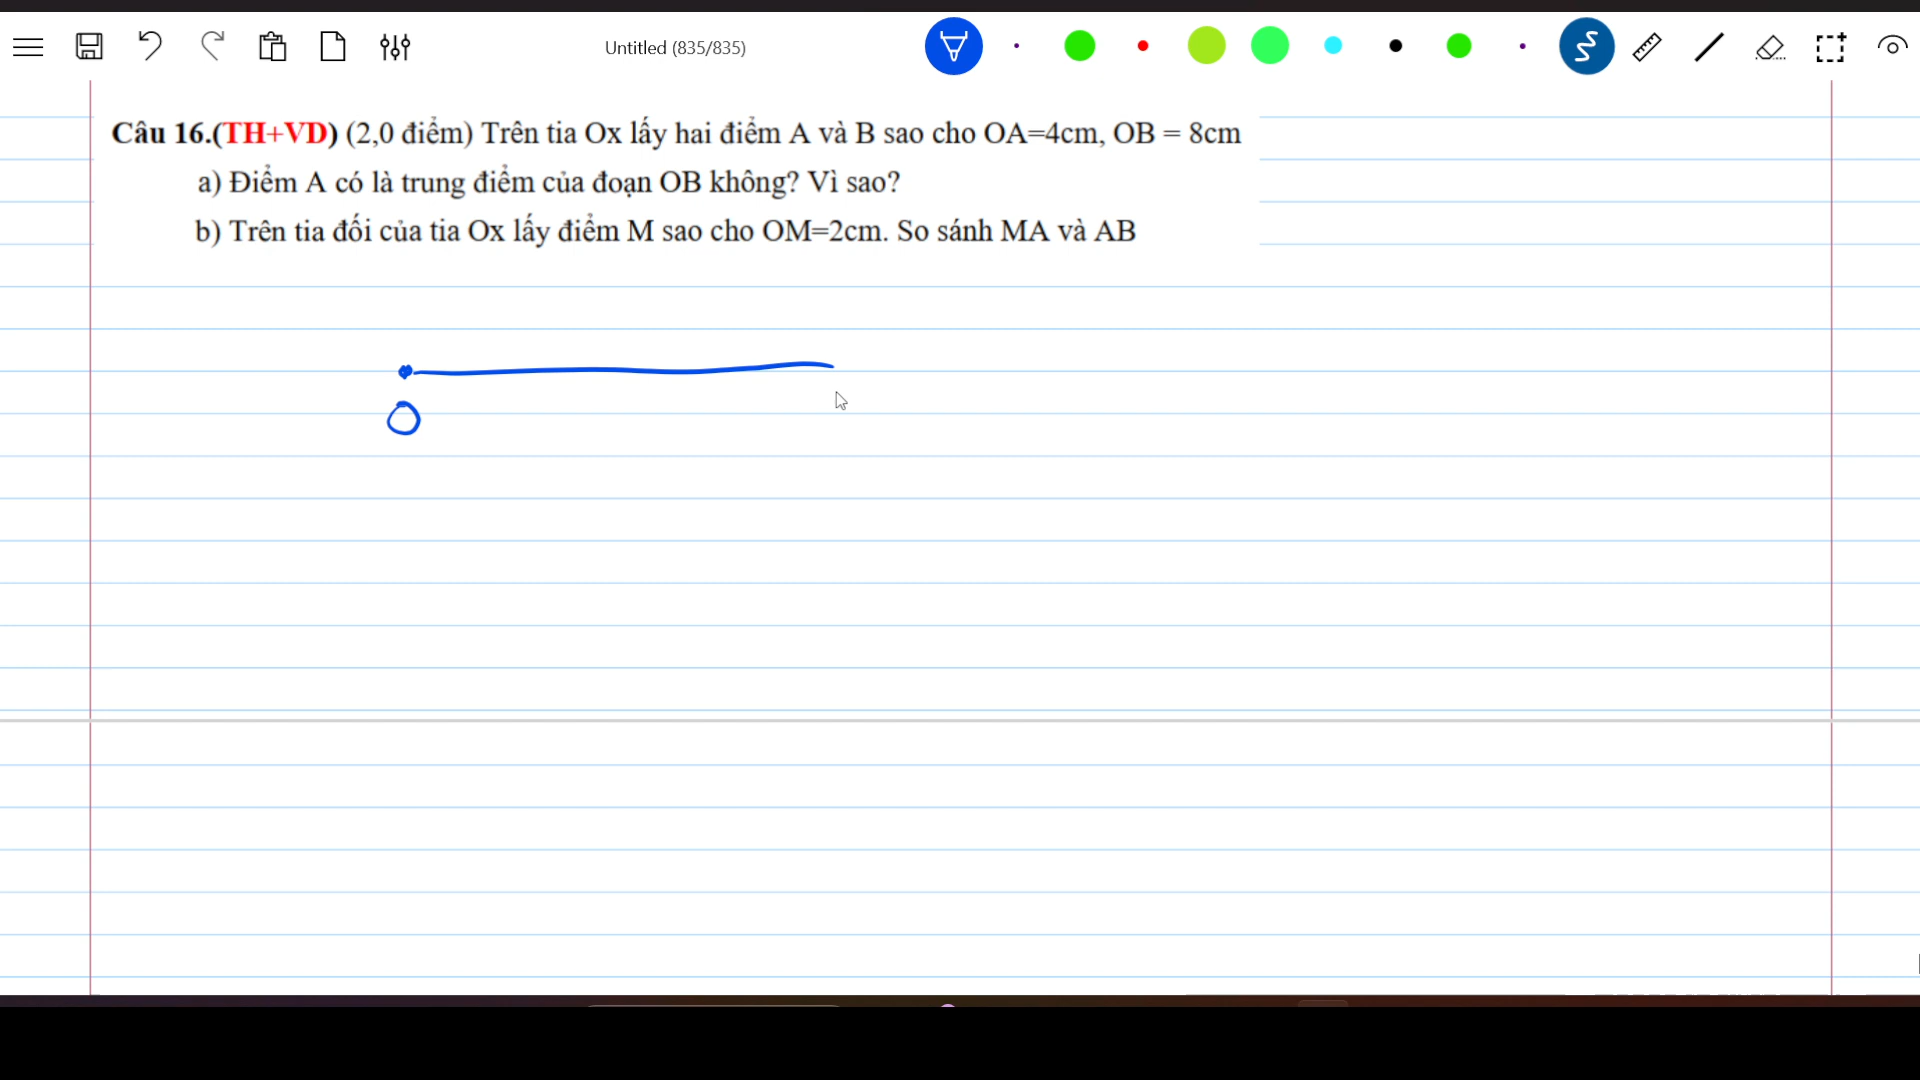 Untitled (835/835)
Câu 16.(TH+VD) (2,0 điểm) Trên tia Ox lấy hai điểm A và B sao cho OA=4cm, OB = 8cm
a) Điểm A có là trung điểm của đoạn OB không? Vì sao?
b) Trên tia đối của tia Ox lấy điểm M sao cho OM=2cm. So sánh MA và AB
O